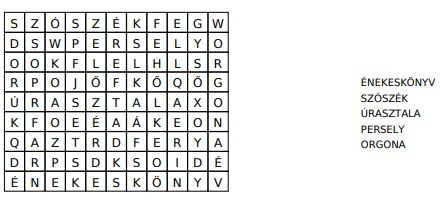 S Z Ó S Z É K F E G W
D S W P E R S E L Y O
O O K F L E L H L S R
R P O J Ő F K Ő Q Ő G
Ú R A S Z T A L A X O
K F O E É A Á K E O N
Q A Z T R D F E R Y A
D R P S D K S O I D É
É N E K E S K Ö N Y V
ÉNEKESKÖNYV
SZÓSZÉK
ÚRASZTALA
PERSELY
ORGONA